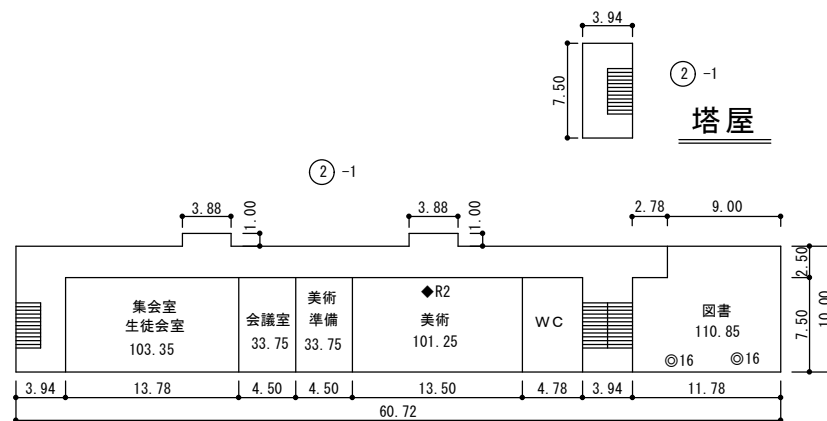 3.94
7.50
② -1
塔屋
② -1
3.88
1.00
3.88
1.00
2.78
9.00
集会室
生徒会室
103.35
会議室
33.75
美術
準備
33.75
◆R2
美術
101.25
WC
図書
110.85
◎16
◎16
2.50
7.50
10.00
3.94
13.78
4.50
4.50
13.50
4.78
3.94
11.78
60.72